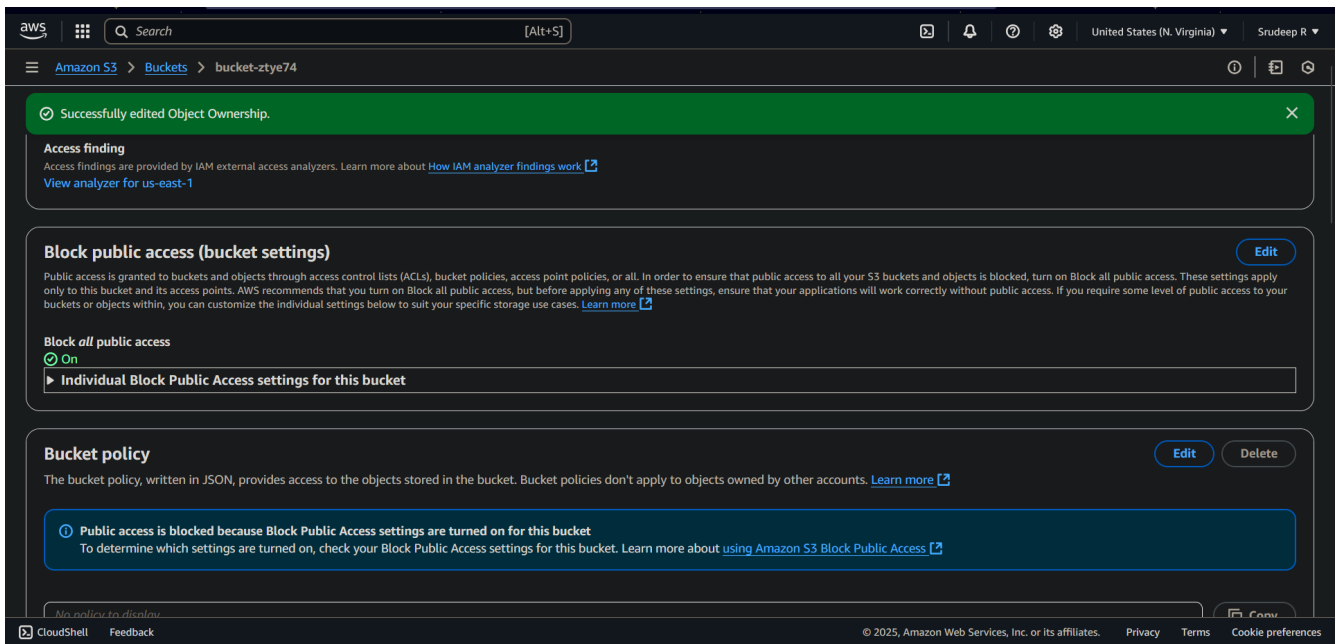 aws
Search
[Alt+S]
United States (N. Virginia) ▼
Srudeep R ▼
Amazon S3 > Buckets > bucket-ztye74
Successfully edited Object Ownership.
Access finding
Access findings are provided by IAM external access analyzers. Learn more about How IAM analyzer findings work
View analyzer for us-east-1
Block public access (bucket settings)
Edit
Public access is granted to buckets and objects through access control lists (ACLs), bucket policies, access point policies, or all. In order to ensure that public access to all your S3 buckets and objects is blocked, turn on Block all public access. These settings apply
only to this bucket and its access points. AWS recommends that you turn on Block all public access, but before applying any of these settings, ensure that your applications will work correctly without public access. If you require some level of public access to your
buckets or objects within, you can customize the individual settings below to suit your specific storage use cases. Learn more
Block all public access
On
Individual Block Public Access settings for this bucket
Bucket policy
Edit
Delete
The bucket policy, written in JSON, provides access to the objects stored in the bucket. Bucket policies don't apply to objects owned by other accounts. Learn more
Public access is blocked because Block Public Access settings are turned on for this bucket
To determine which settings are turned on, check your Block Public Access settings for this bucket. Learn more about using Amazon S3 Block Public Access
No policy to display
Copy
CloudShell
Feedback
© 2025, Amazon Web Services, Inc. or its affiliates.
Privacy
Terms
Cookie preferences